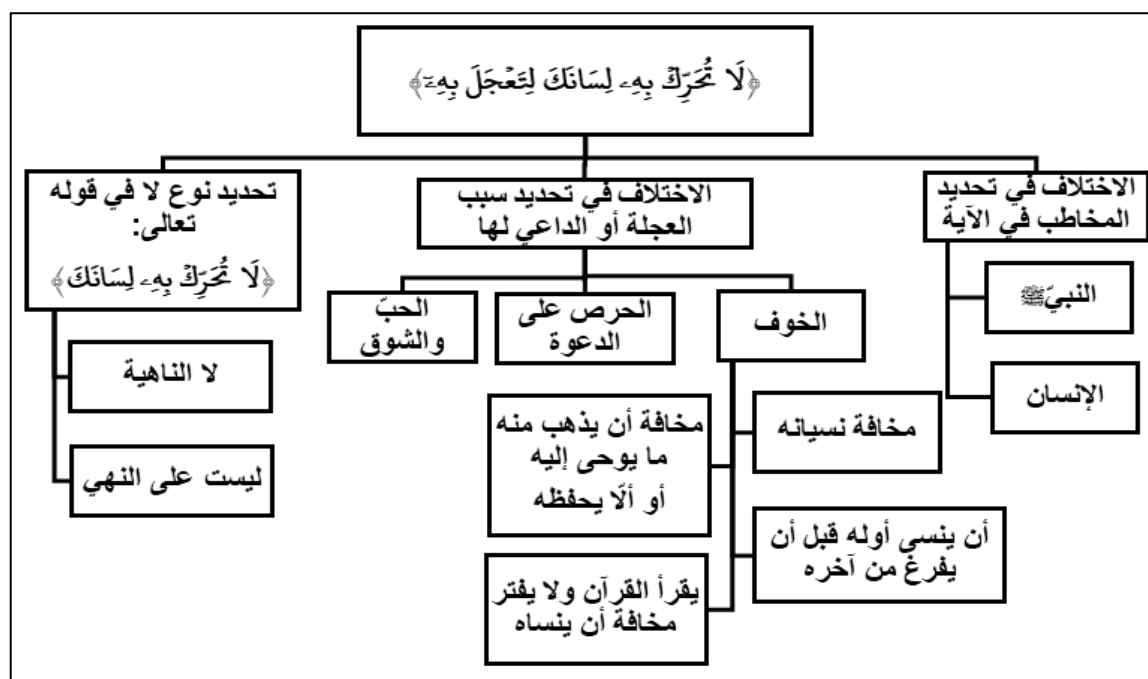 ﴿لَا تُحَرِّكۡ بِهِۦ لِسَانَكَ لِتَعۡجَلَ بِهِۦٓ﴾
الاختلاف في تحديد
المخاطب في الآية
النبيّ ﷺ
الإنسان
الاختلاف في تحديد سبب
العجلة أو الداعي لها
الخوف
مخافة نسيانه
مخافة أن يذهب منه
ما يوحى إليه
أو ألّا يحفظه
أن ينسى أوله قبل أن
يفرغ من آخره
يقرأ القرآن ولا يفتر
مخافة أن ينساه
الحرص على
الدعوة
الحبّ
والشوق
تحديد نوع لا في قوله
تعالى:
﴿لَا تُحَرِّكۡ بِهِۦ لِسَانَكَ﴾
لا الناهية
ليست على النهي